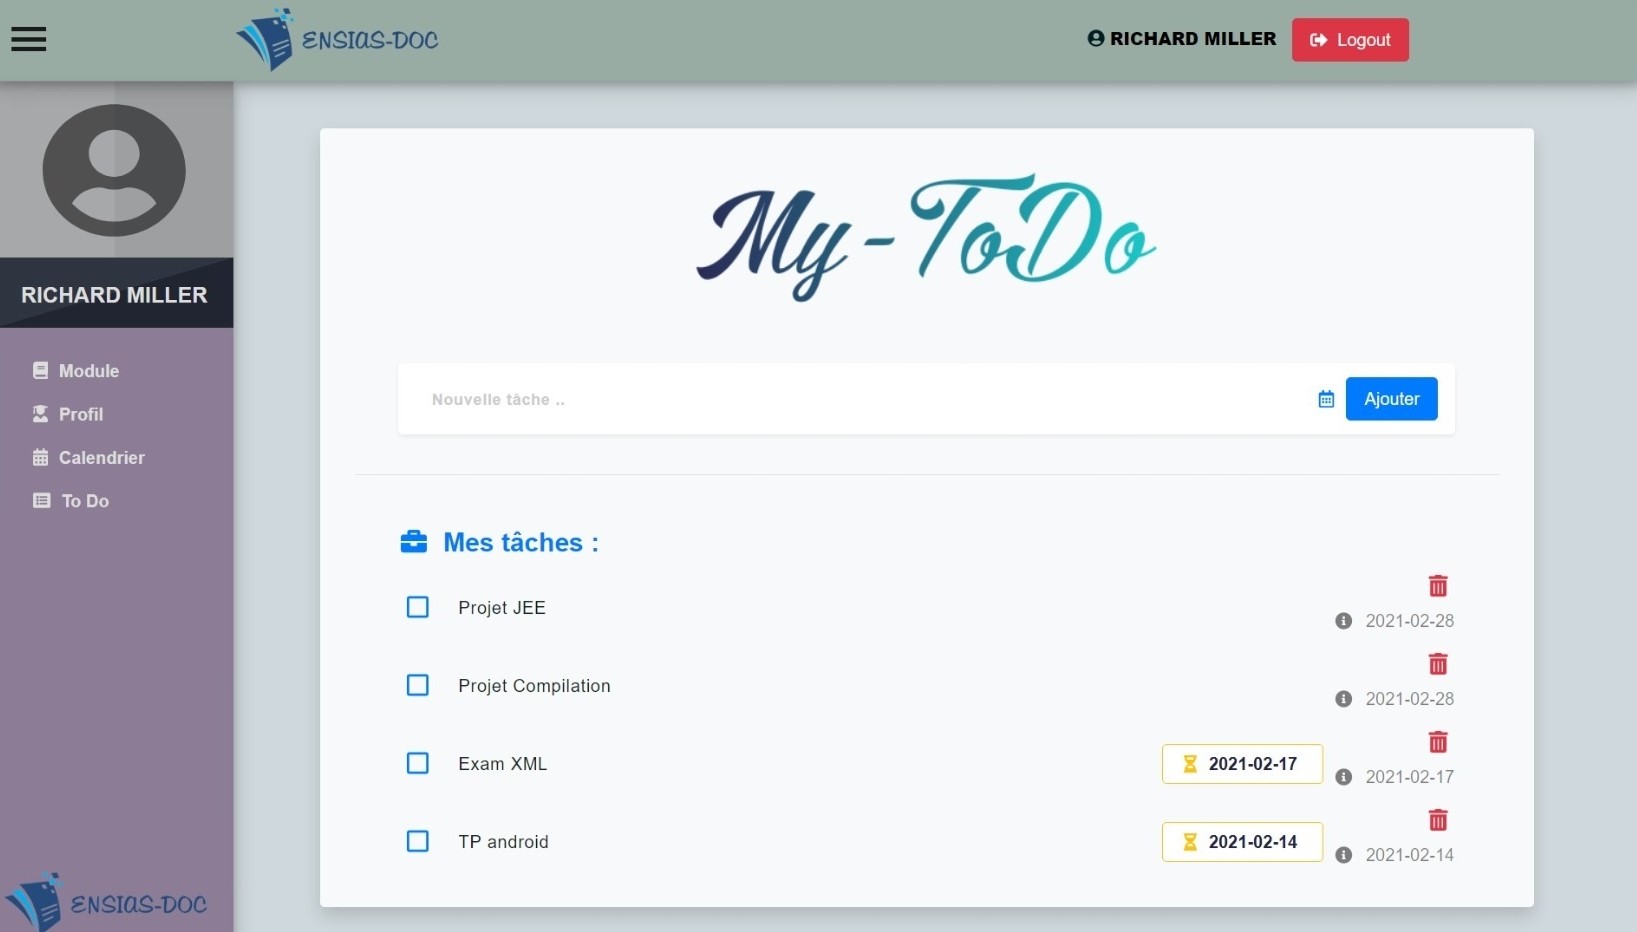 ENSIAS-DOC
RICHARD MILLER
Logout
RICHARD MILLER
Module
Profil
Calendrier
To Do
ENSIAS-DOC
My-ToDo
Nouvelle tâche ..
Ajouter
Mes tâches :
Projet JEE
2021-02-28
Projet Compilation
2021-02-28
Exam XML
2021-02-17
2021-02-17
TP android
2021-02-14
2021-02-14